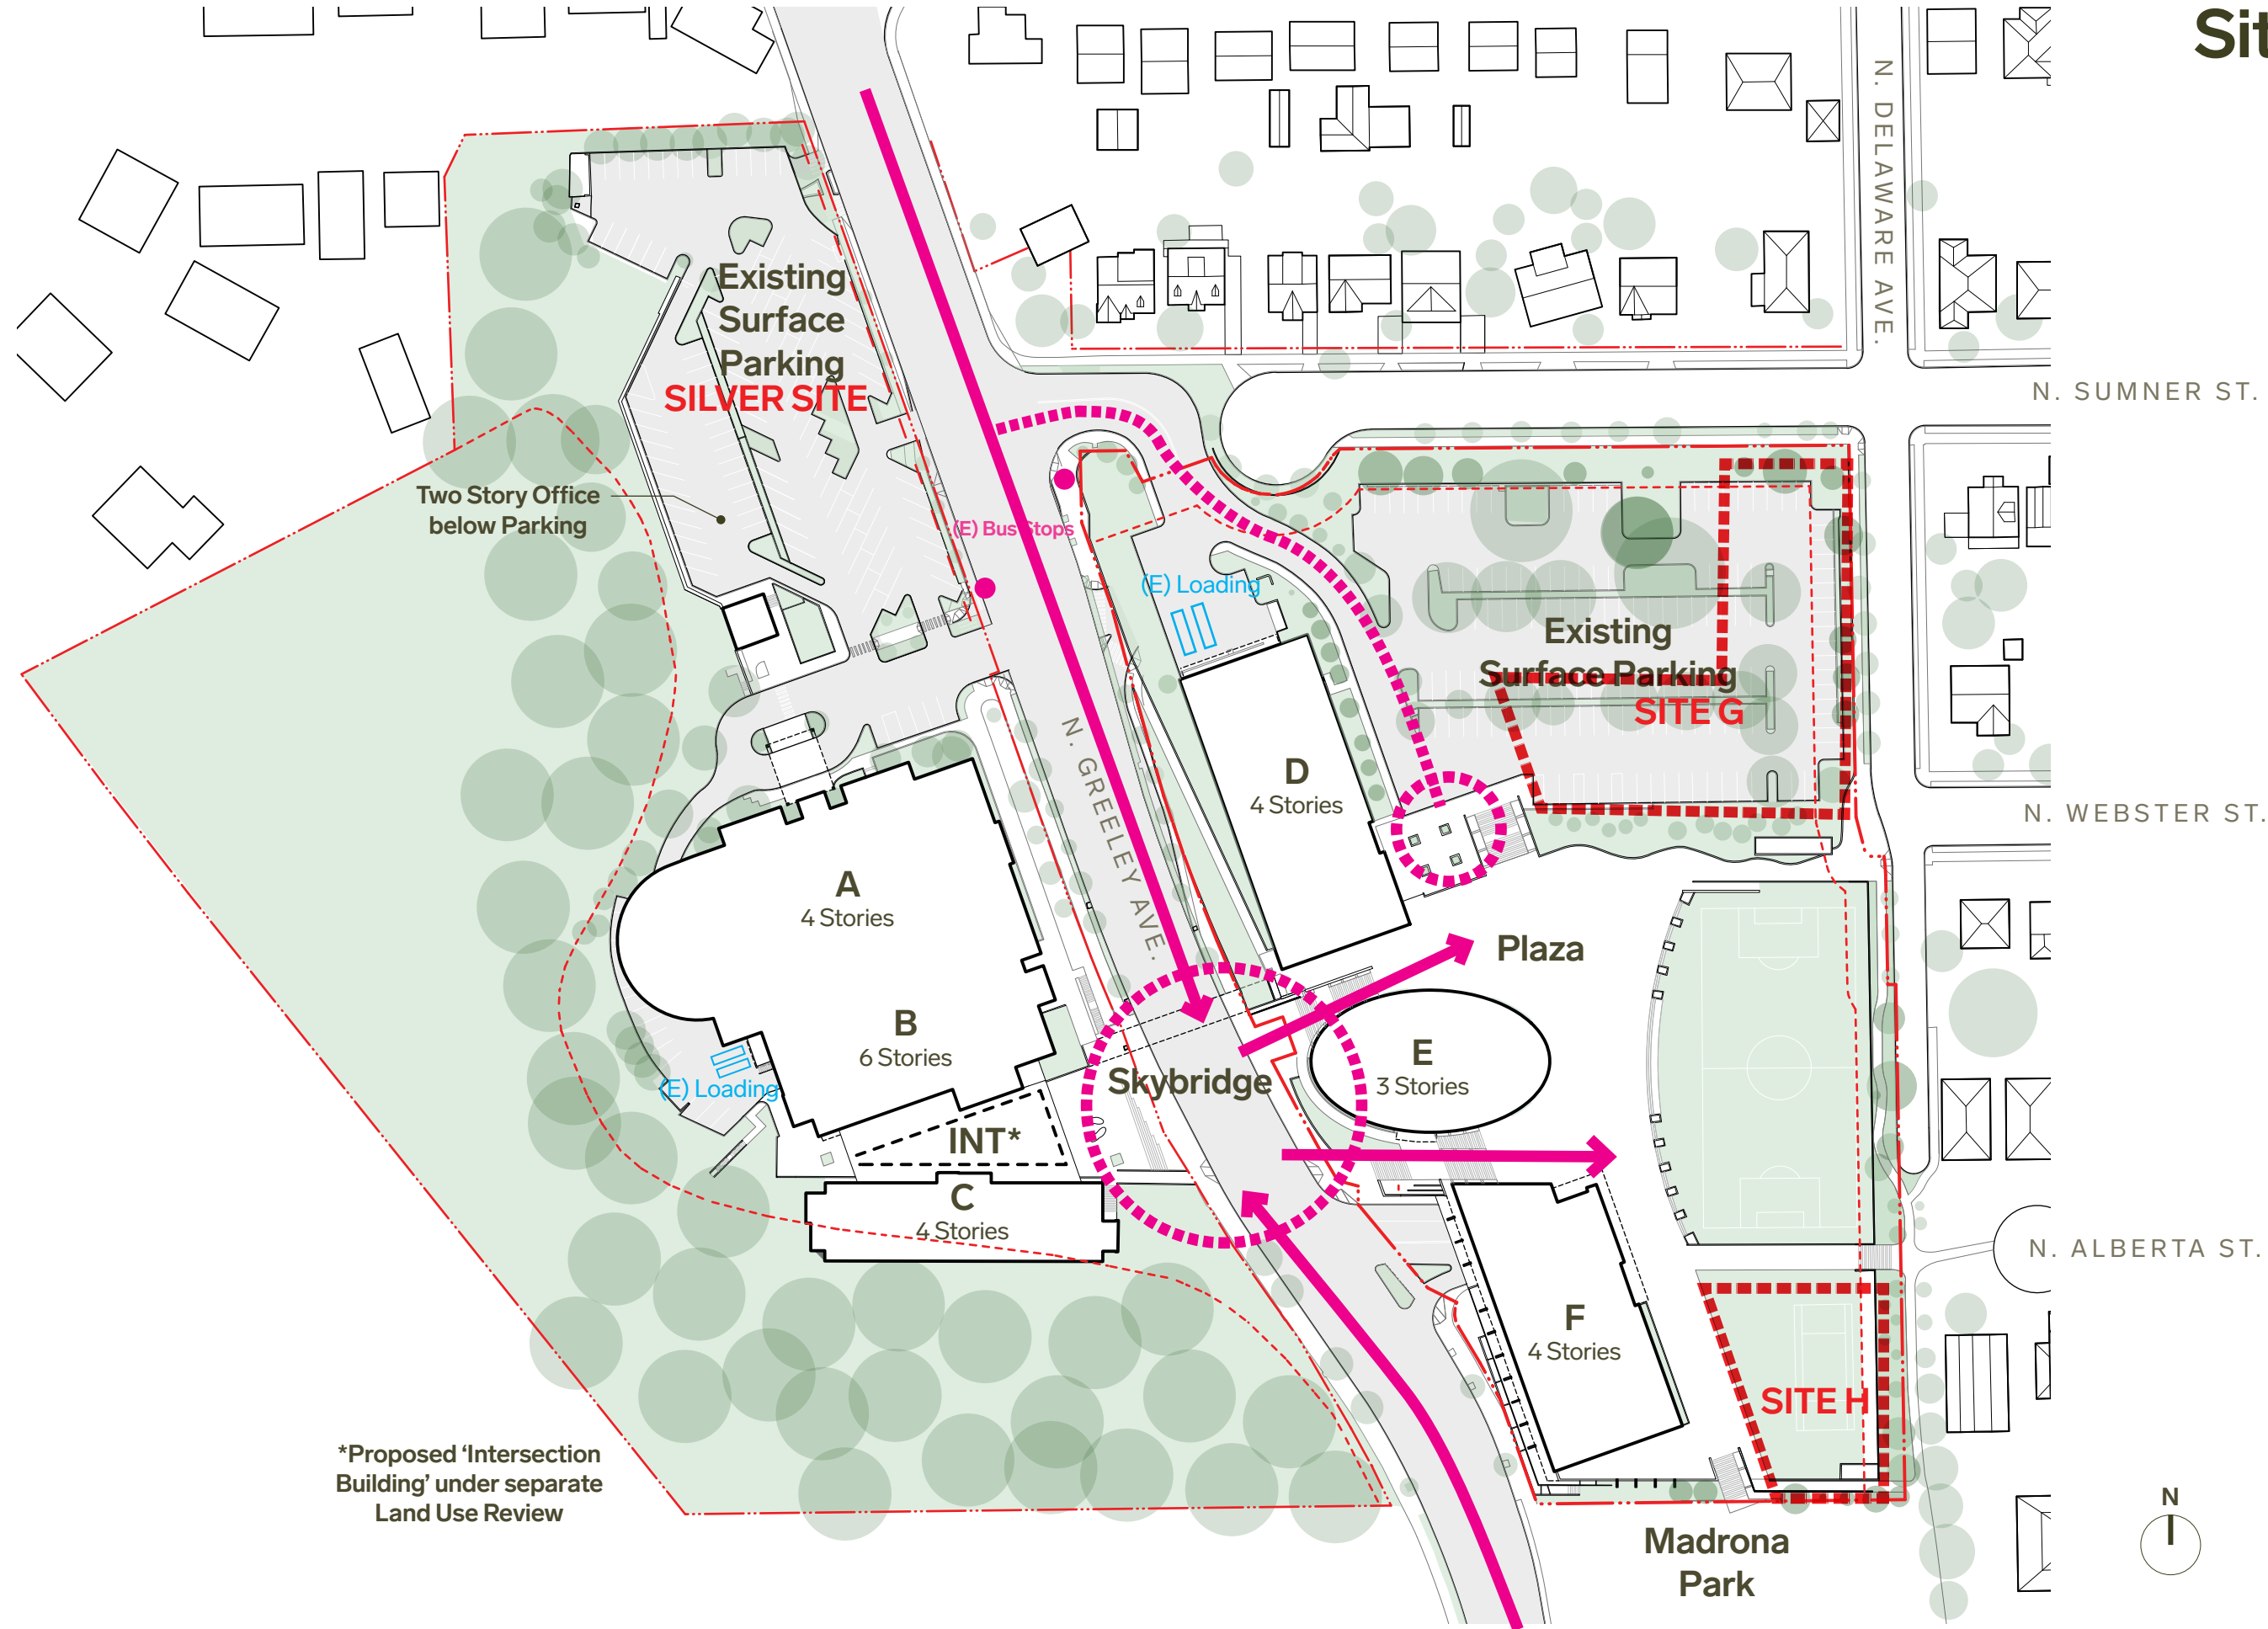 Sit
N. DELAWARE AVE.
Existing
Surface
Parking
SILVER SITE
N. SUMNER ST.
Two Story Office
below Parking
(E) Bus Stops
(E) Loading
Existing
Surface Parking
SITE G
N. GREELEY AVE.
D
4 Stories
N. WEBSTER ST.
A
4 Stories
Plaza
B
6 Stories
E
3 Stories
Skybridge
(E) Loading
INT*
C
4 Stories
N. ALBERTA ST.
F
4 Stories
SITE H
*Proposed ‘Intersection
Building’ under separate
Land Use Review
N
Madrona
Park